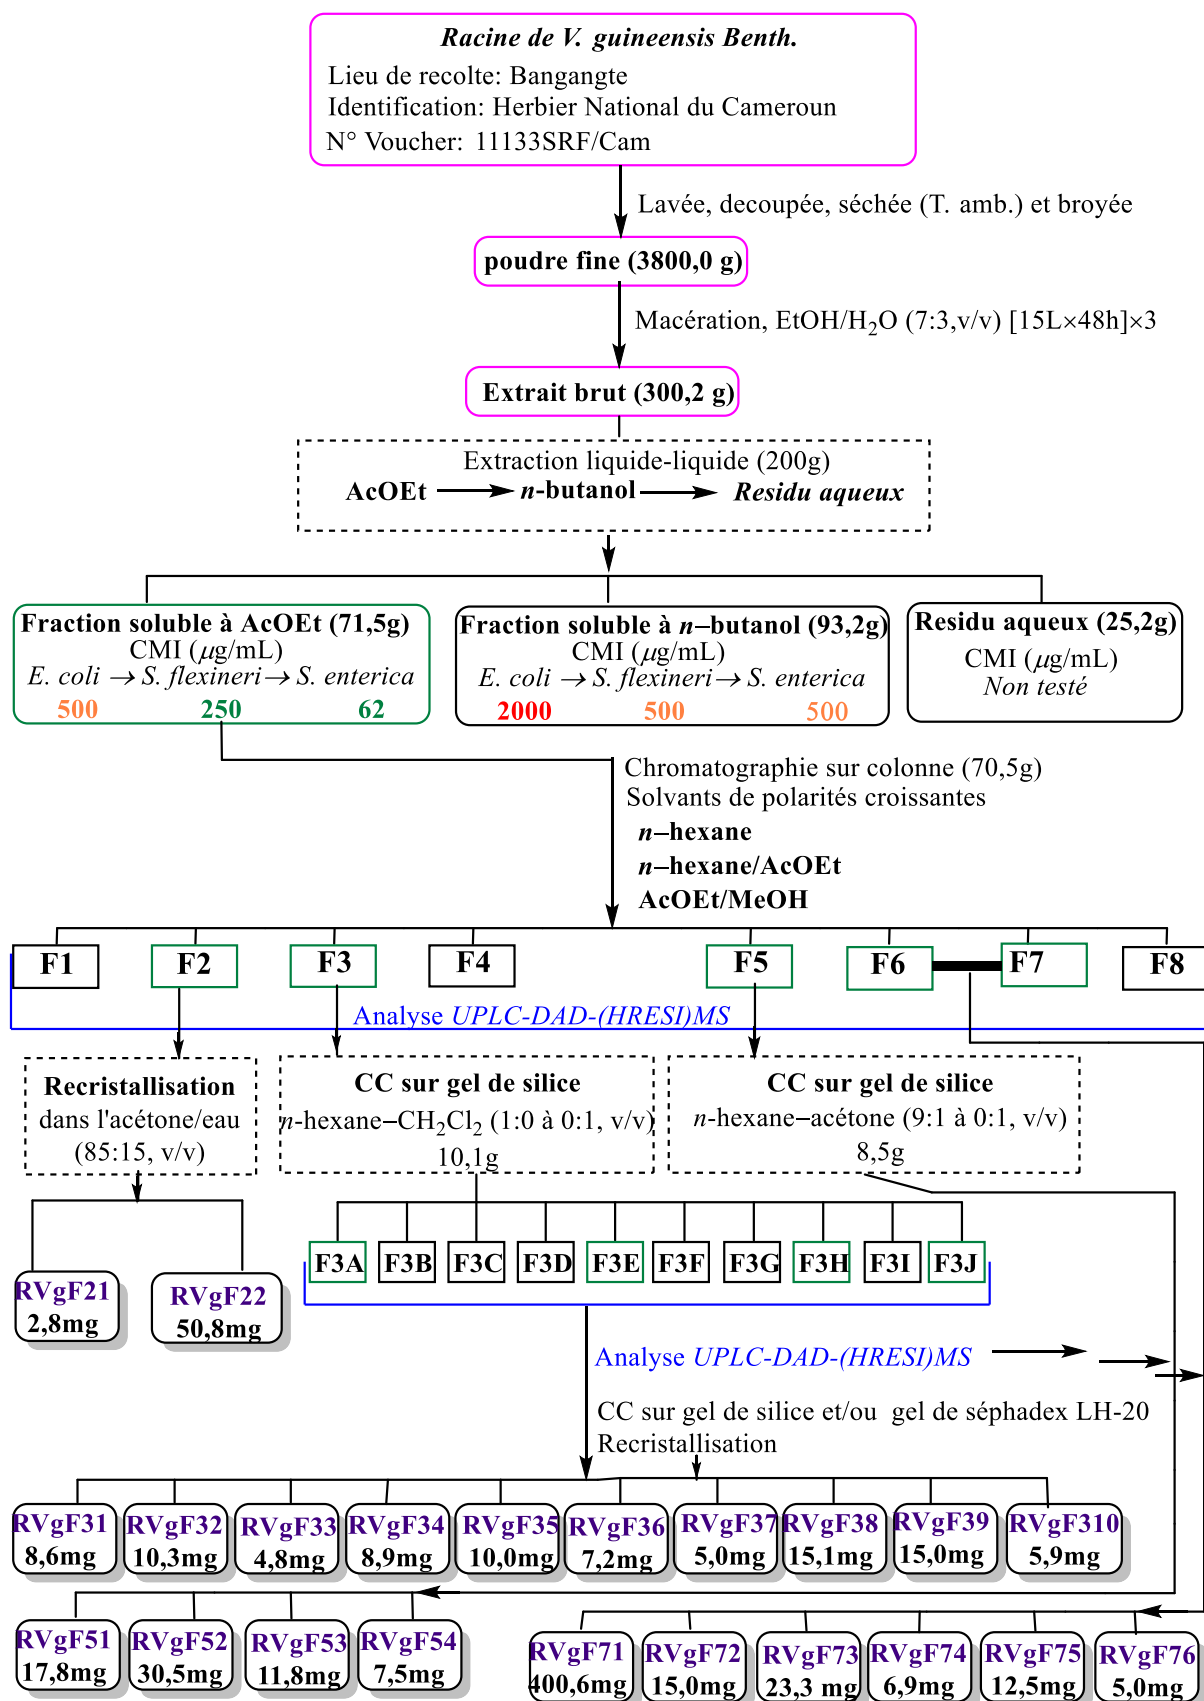 Racine de V. guineensis Benth.
Lieu de recolte: Bangangte
Identification: Herbier National du Cameroun
N° Voucher: 11133SRF/Cam
Lavée, decoupée, séchée (T. amb.) et broyée
poudre fine (3800,0 g)
Macération, EtOH/H₂O (7:3,v/v) [15L×48h]×3
Extrait brut (300,2 g)
Extraction liquide-liquide (200g)
AcOEt n-butanol Residu aqueux
Fraction soluble à AcOEt (71,5g)
CMI (μg/mL)
E. coli → S. flexineri → S. enterica
500 250 62
Fraction soluble à n–butanol (93,2g)
CMI (μg/mL)
E. coli → S. flexineri → S. enterica
2000 500 500
Residu aqueux (25,2g)
CMI (μg/mL)
Non testé
Chromatographie sur colonne (70,5g)
Solvants de polarités croissantes
n–hexane
n–hexane/AcOEt
AcOEt/MeOH
F1 F2 F3 F4 F5 F6 F7 F8
Analyse UPLC-DAD-(HRESI)MS
Recristallisation
dans l'acétone/eau
(85:15, v/v)
CC sur gel de silice
n-hexane–CH₂Cl₂ (1:0 à 0:1, v/v)
10,1g
CC sur gel de silice
n-hexane–acétone (9:1 à 0:1, v/v)
8,5g
F3A F3B F3C F3D F3E F3F F3G F3H F3I F3J
RVgF21
2,8mg
RVgF22
50,8mg
Analyse UPLC-DAD-(HRESI)MS
CC sur gel de silice et/ou gel de séphadex LH-20
Recristallisation
RVgF31 RVgF32 RVgF33 RVgF34 RVgF35 RVgF36 RVgF37 RVgF38 RVgF39 RVgF310
8,6mg 10,3mg 4,8mg 8,9mg 10,0mg 7,2mg 5,0mg 15,1mg 15,0mg 5,9mg
RVgF51 RVgF52 RVgF53 RVgF54
17,8mg 30,5mg 11,8mg 7,5mg
RVgF71 RVgF72 RVgF73 RVgF74 RVgF75 RVgF76
400,6mg 15,0mg 23,3 mg 6,9mg 12,5mg 5,0mg